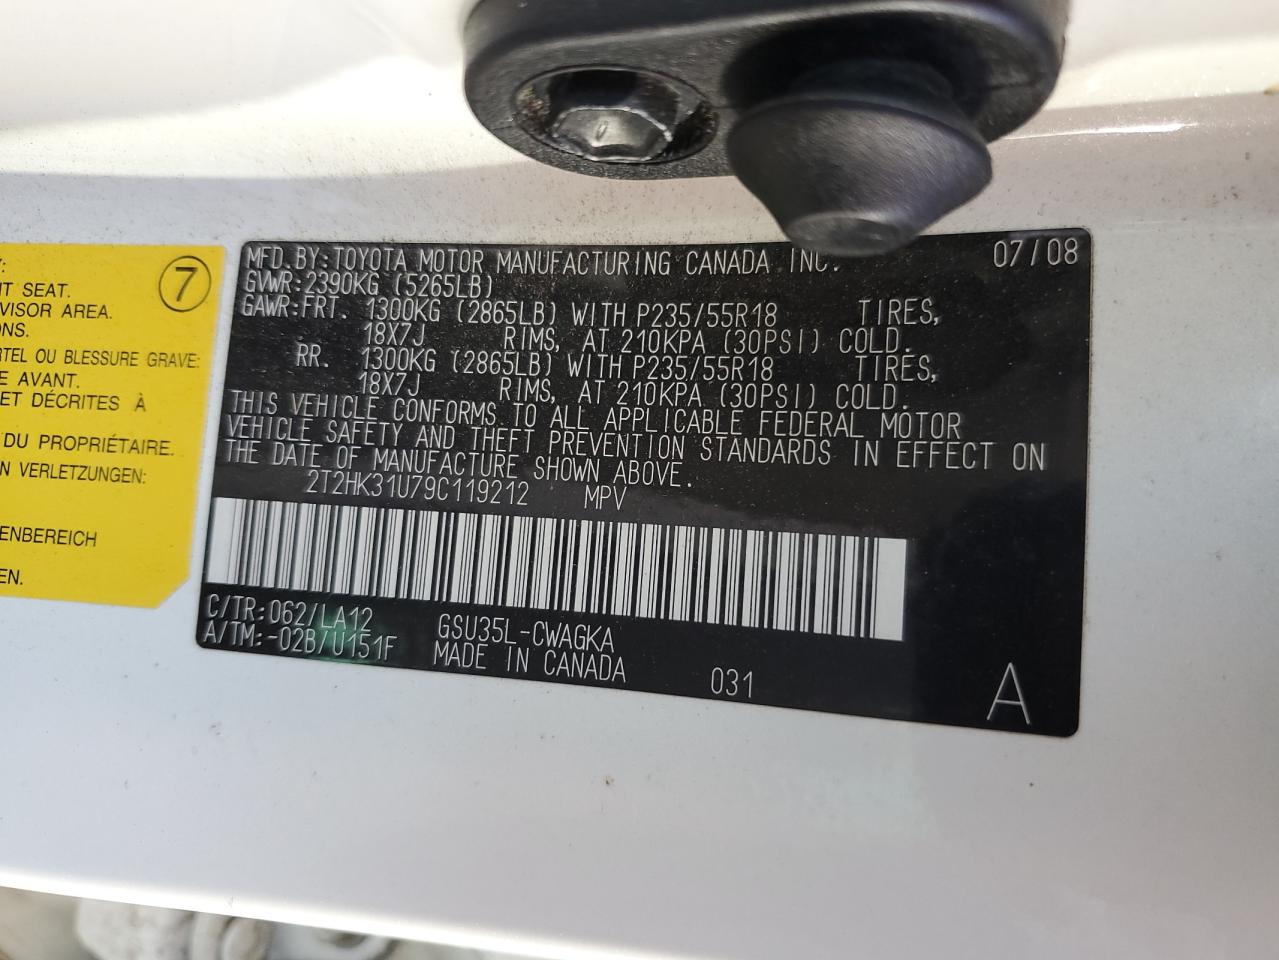 Y:
T SEAT.
VISOR AREA.
ONS.
RTEL OU BLESSURE GRAVE:
E AVANT.
ET DÉCRITES À
DU PROPRIÉTAIRE.
N VERLETZUNGEN:
ENBEREICH
EN.
7
MFD. BY: TOYOTA MOTOR MANUFACTURING CANADA INC. 07/08
GVWR: 2390KG (5265LB)
GAWR: FRT. 1300KG (2865LB) WITH P235/55R18 TIRES,
18X7J RIMS, AT 210KPA (30PSI) COLD.
RR. 1300KG (2865LB) WITH P235/55R18 TIRES,
18X7J RIMS, AT 210KPA (30PSI) COLD.
THIS VEHICLE CONFORMS TO ALL APPLICABLE FEDERAL MOTOR
VEHICLE SAFETY AND THEFT PREVENTION STANDARDS IN EFFECT ON
THE DATE OF MANUFACTURE SHOWN ABOVE.
2T2HK31U79C119212 MPV
C/TR: 062/LA12 GSU35L-CWAGKA
A/TM: -02B/U151F MADE IN CANADA 031 A